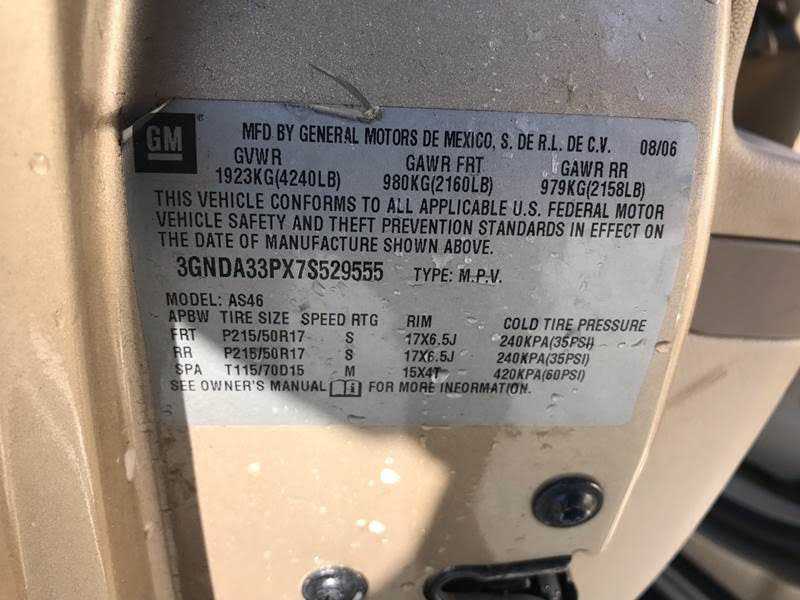 GM ® MFD BY GENERAL MOTORS DE MEXICO, S. DE R.L. DE C.V. 08/06
GVWR GAWR FRT GAWR RR
1923KG(4240LB) 980KG(2160LB) 979KG(2158LB)
THIS VEHICLE CONFORMS TO ALL APPLICABLE U.S. FEDERAL MOTOR
VEHICLE SAFETY AND THEFT PREVENTION STANDARDS IN EFFECT ON
THE DATE OF MANUFACTURE SHOWN ABOVE.
3GNDA33PX7S529555 TYPE: M.P.V.
MODEL: AS46
APBW TIRE SIZE SPEED RTG RIM COLD TIRE PRESSURE
FRT P215/50R17 S 17X6.5J 240KPA(35PSI)
RR P215/50R17 S 17X6.5J 240KPA(35PSI)
SPA T115/70D15 M 15X4T 420KPA(60PSI)
SEE OWNER'S MANUAL FOR MORE INFORMATION.